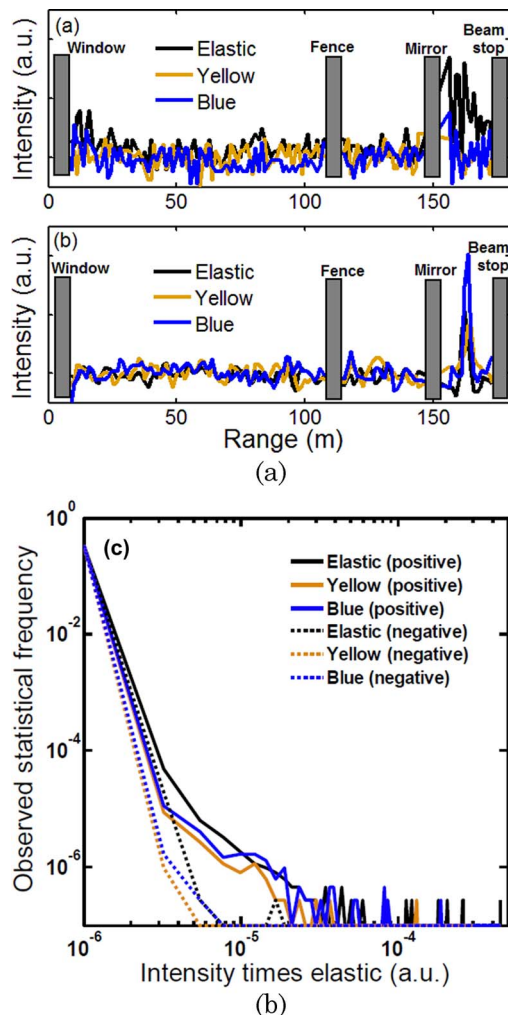 (a)
Window
Elastic
Yellow
Blue
Fence
Mirror
Beam
stop
Intensity (a.u.)
0
50
100
150
(b)
Window
Elastic
Yellow
Blue
Fence
Mirror
Beam
stop
Intensity (a.u.)
0
50
100
150
Range (m)
(a)
(c)
Elastic (positive)
Yellow (positive)
Blue (positive)
Elastic (negative)
Yellow (negative)
Blue (negative)
Observed statistical frequency
10^0
10^-2
10^-4
10^-6
10^-6
10^-5
10^-4
Intensity times elastic (a.u.)
(b)